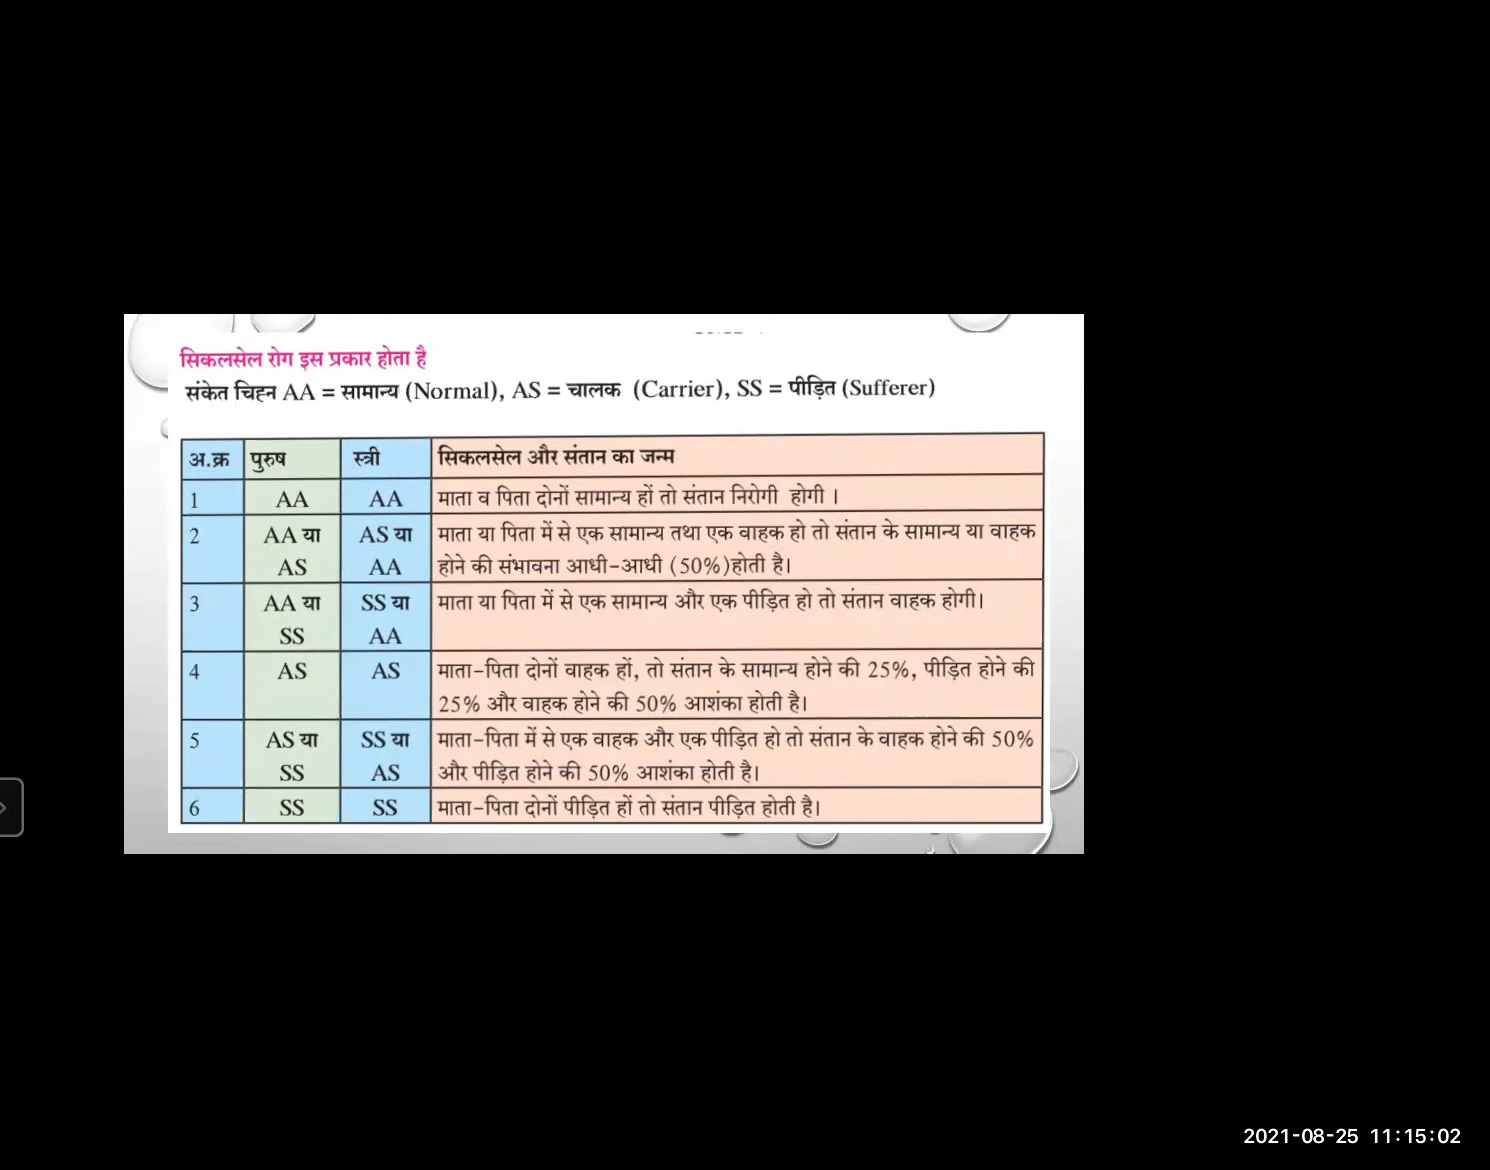 सिकलसेल रोग इस प्रकार होता है
संकेत चिह्न AA = सामान्य (Normal), AS = चालक (Carrier), SS = पीड़ित (Sufferer)
अ.क्र पुरुष स्त्री सिकलसेल और संतान का जन्म
1 AA AA माता व पिता दोनों सामान्य हों तो संतान निरोगी होगी ।
2 AA या AS या माता या पिता में से एक सामान्य तथा एक वाहक हो तो संतान के सामान्य या वाहक
AS AA होने की संभावना आधी-आधी (50%)होती है।
3 AA या SS या माता या पिता में से एक सामान्य और एक पीड़ित हो तो संतान वाहक होगी।
SS AA
4 AS AS माता-पिता दोनों वाहक हों, तो संतान के सामान्य होने की 25%, पीड़ित होने की
25% और वाहक होने की 50% आशंका होती है।
5 AS या SS या माता-पिता में से एक वाहक और एक पीड़ित हो तो संतान के वाहक होने की 50%
SS AS और पीड़ित होने की 50% आशंका होती है।
6 SS SS माता-पिता दोनों पीड़ित हों तो संतान पीड़ित होती है।
2021-08-25 11:15:02